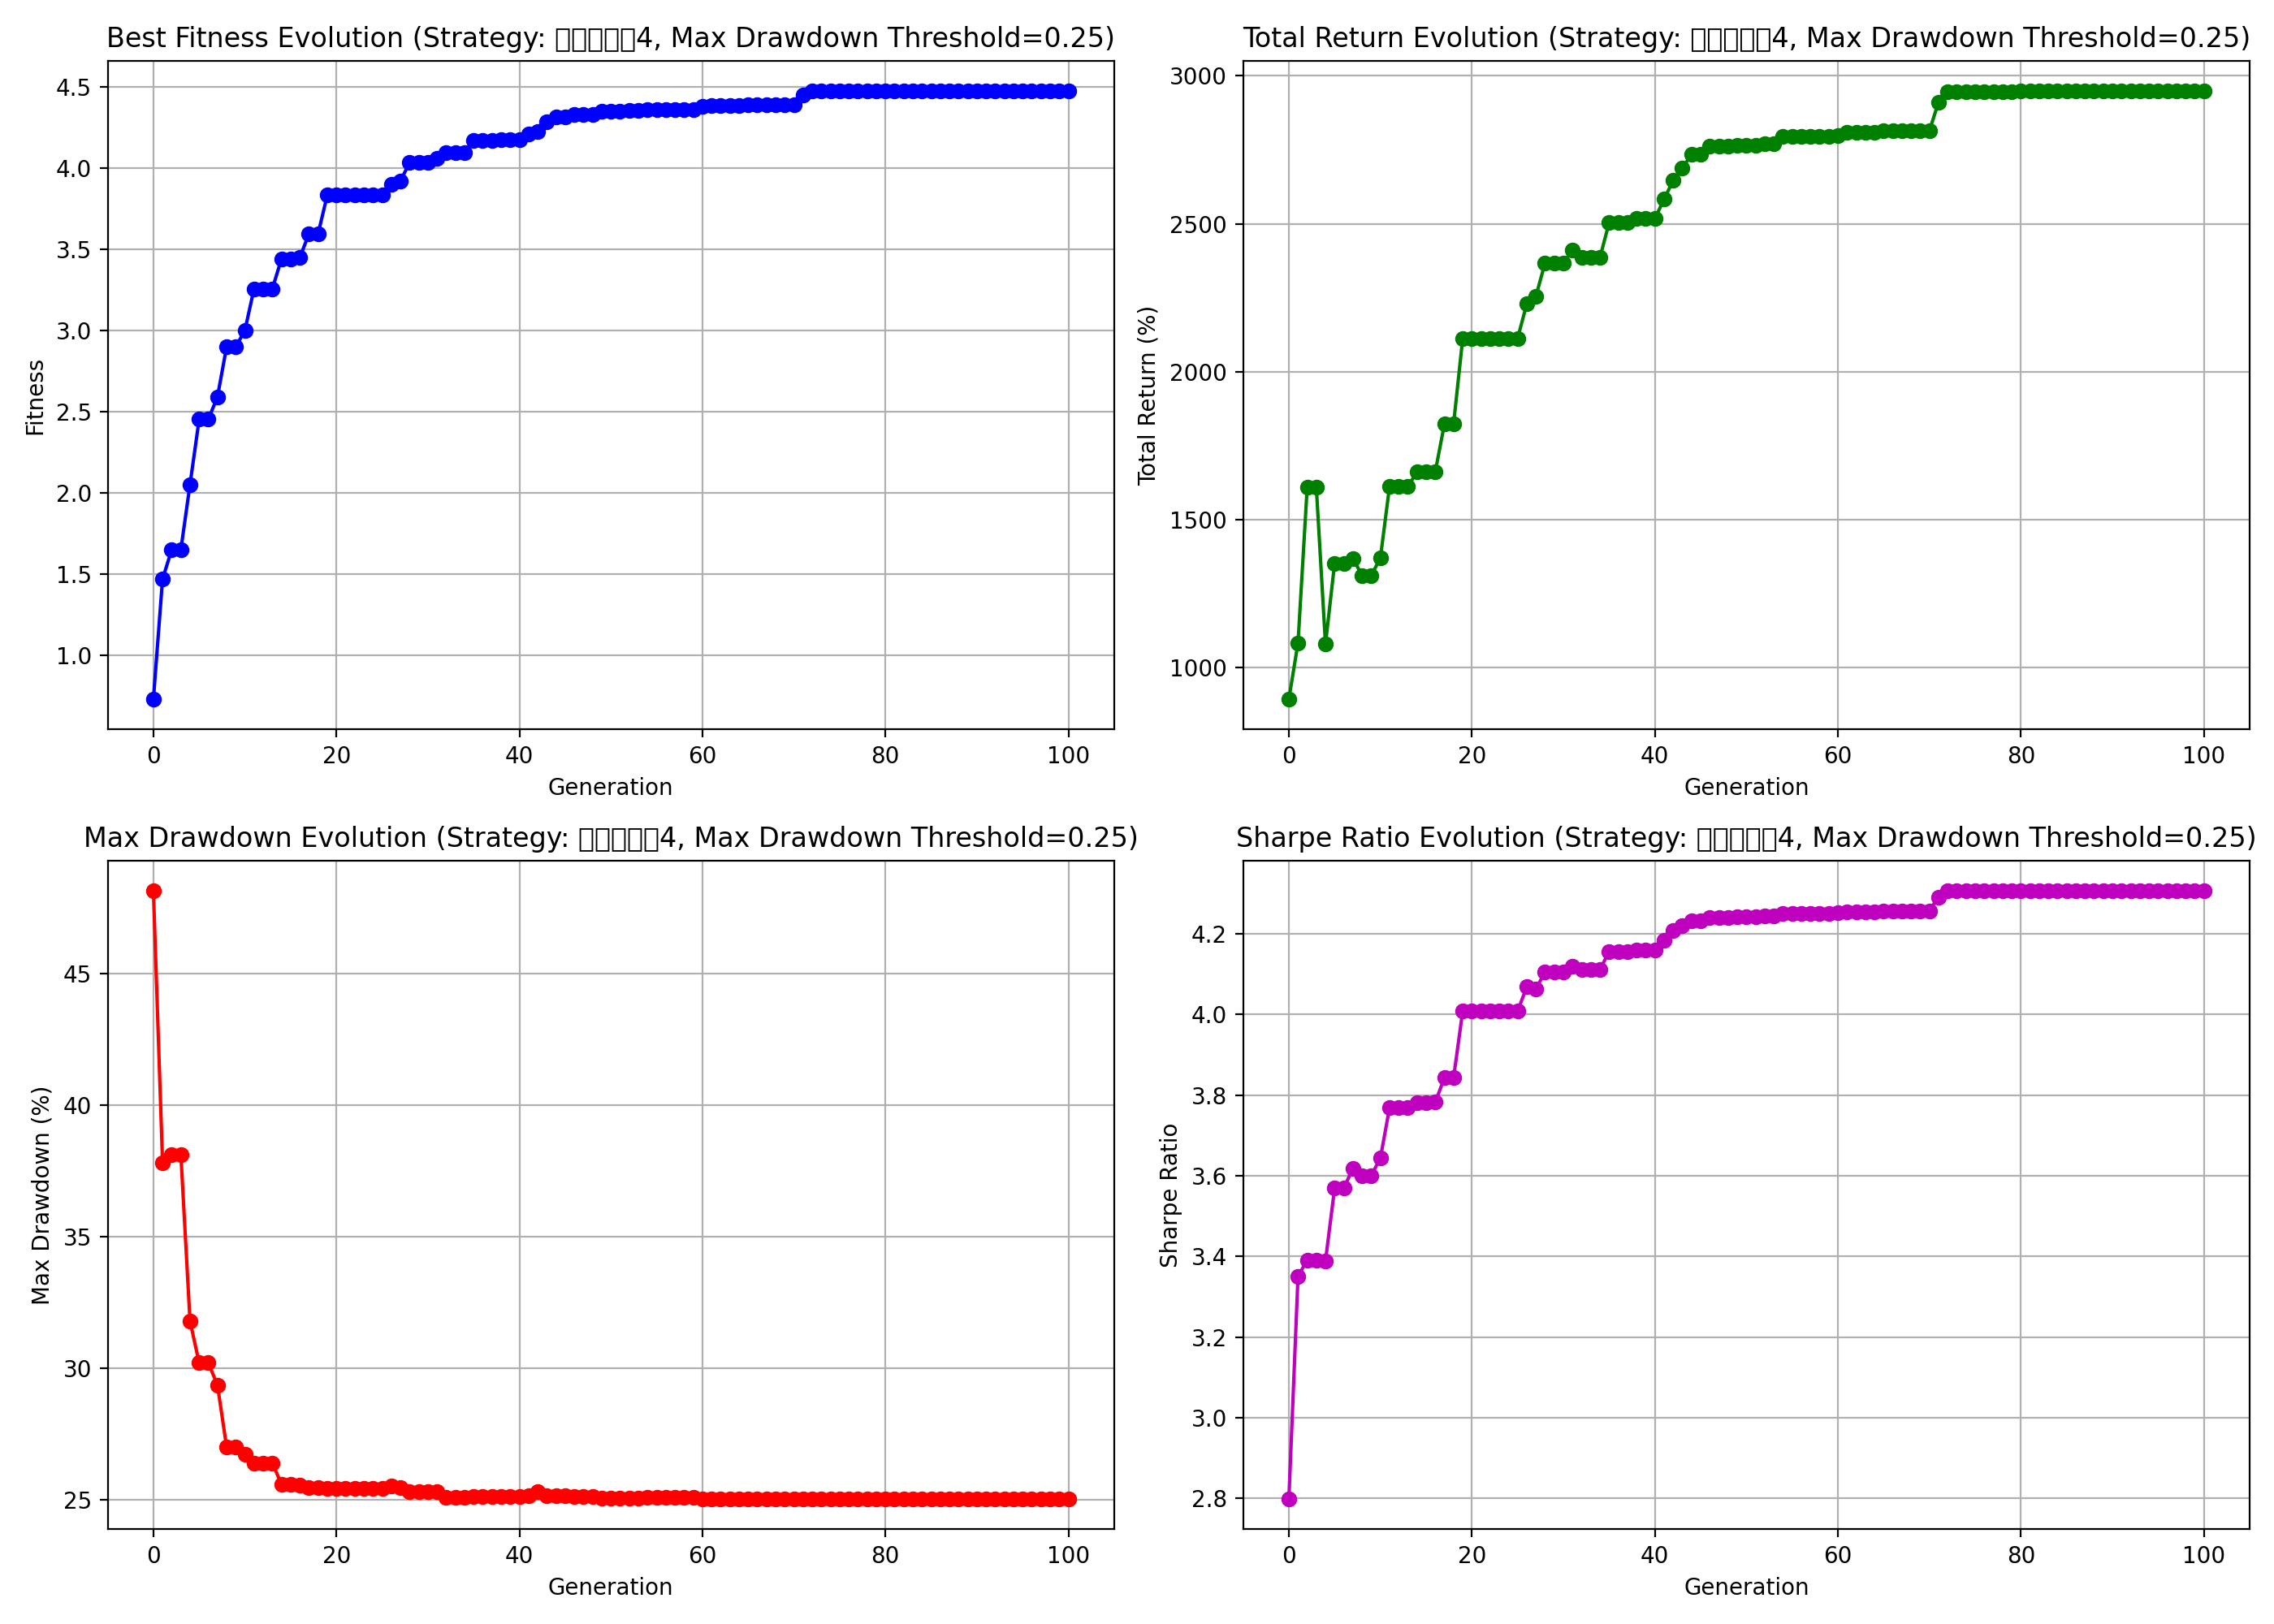 Best Fitness Evolution (Strategy: □□□□□4, Max Drawdown Threshold=0.25)
Fitness
4.5
4.0
3.5
3.0
2.5
2.0
1.5
1.0
0 20 40 60 80 100
Generation
Total Return Evolution (Strategy: □□□□□4, Max Drawdown Threshold=0.25)
Total Return (%)
3000
2500
2000
1500
1000
0 20 40 60 80 100
Generation
Max Drawdown Evolution (Strategy: □□□□□4, Max Drawdown Threshold=0.25)
Max Drawdown (%)
45
40
35
30
25
0 20 40 60 80 100
Generation
Sharpe Ratio Evolution (Strategy: □□□□□4, Max Drawdown Threshold=0.25)
Sharpe Ratio
4.2
4.0
3.8
3.6
3.4
3.2
3.0
2.8
0 20 40 60 80 100
Generation